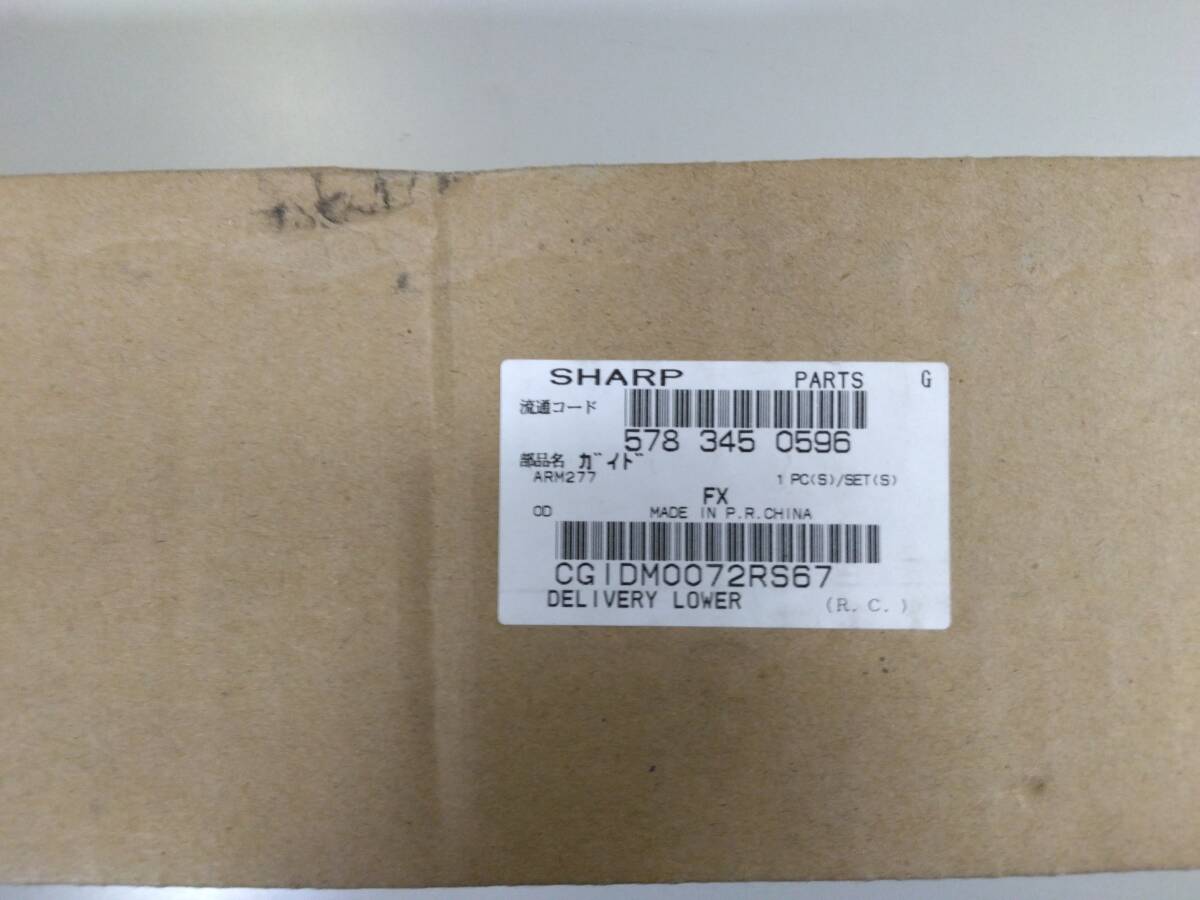 SHARP PARTS G
流通コード
578 345 0596
部品名 ガイド
ARM277 1 PC(S)/SET(S)
FX
OD MADE IN P.R.CHINA
CGIDM0072RS67
DELIVERY LOWER (R. C. )